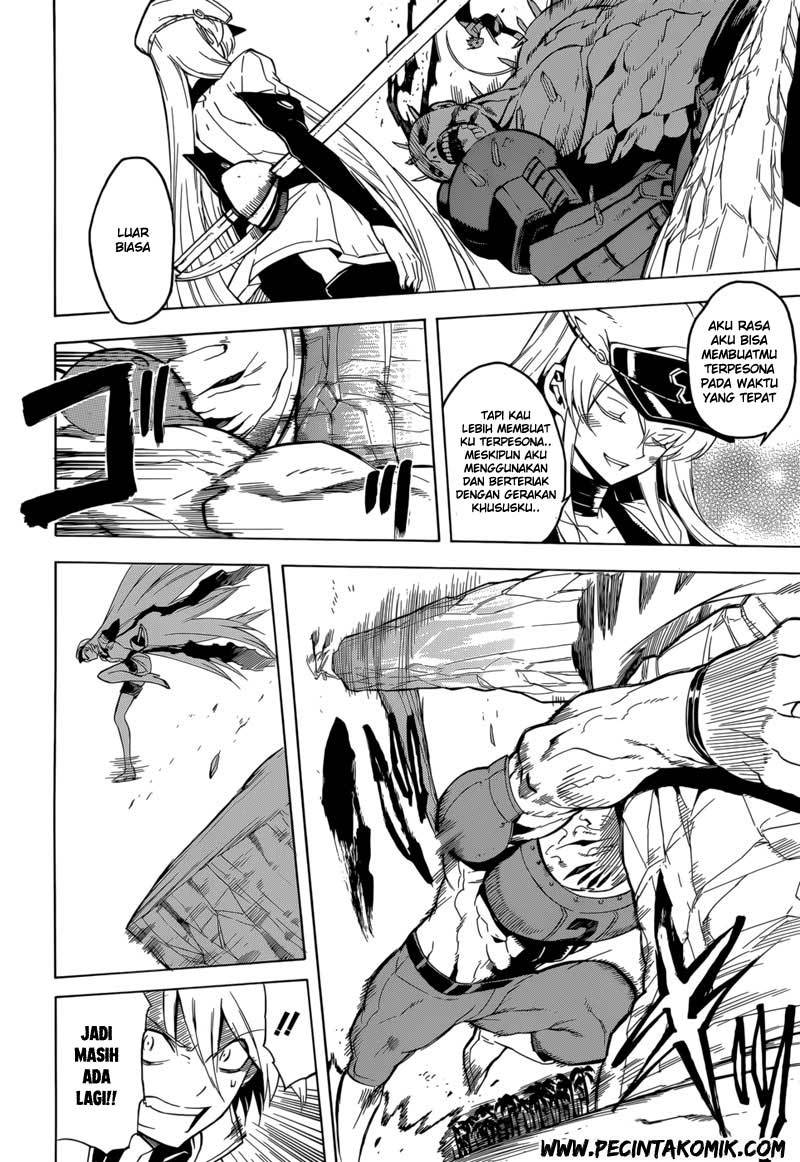 LUAR
BIASA
AKU RASA
AKU BISA
MEMBUATMU
TERPESONA
PADA WAKTU
YANG TEPAT
TAPI KAU
LEBIH MEMBUAT
KU TERPESONA..
MESKIPUN AKU
MENGGUNAKAN
DAN BERTERIAK
DENGAN GERAKAN
KHUSUSKU..
JADI
MASIH
ADA
LAGI!!
!!
WWW.PECINTAKOMIK.COM